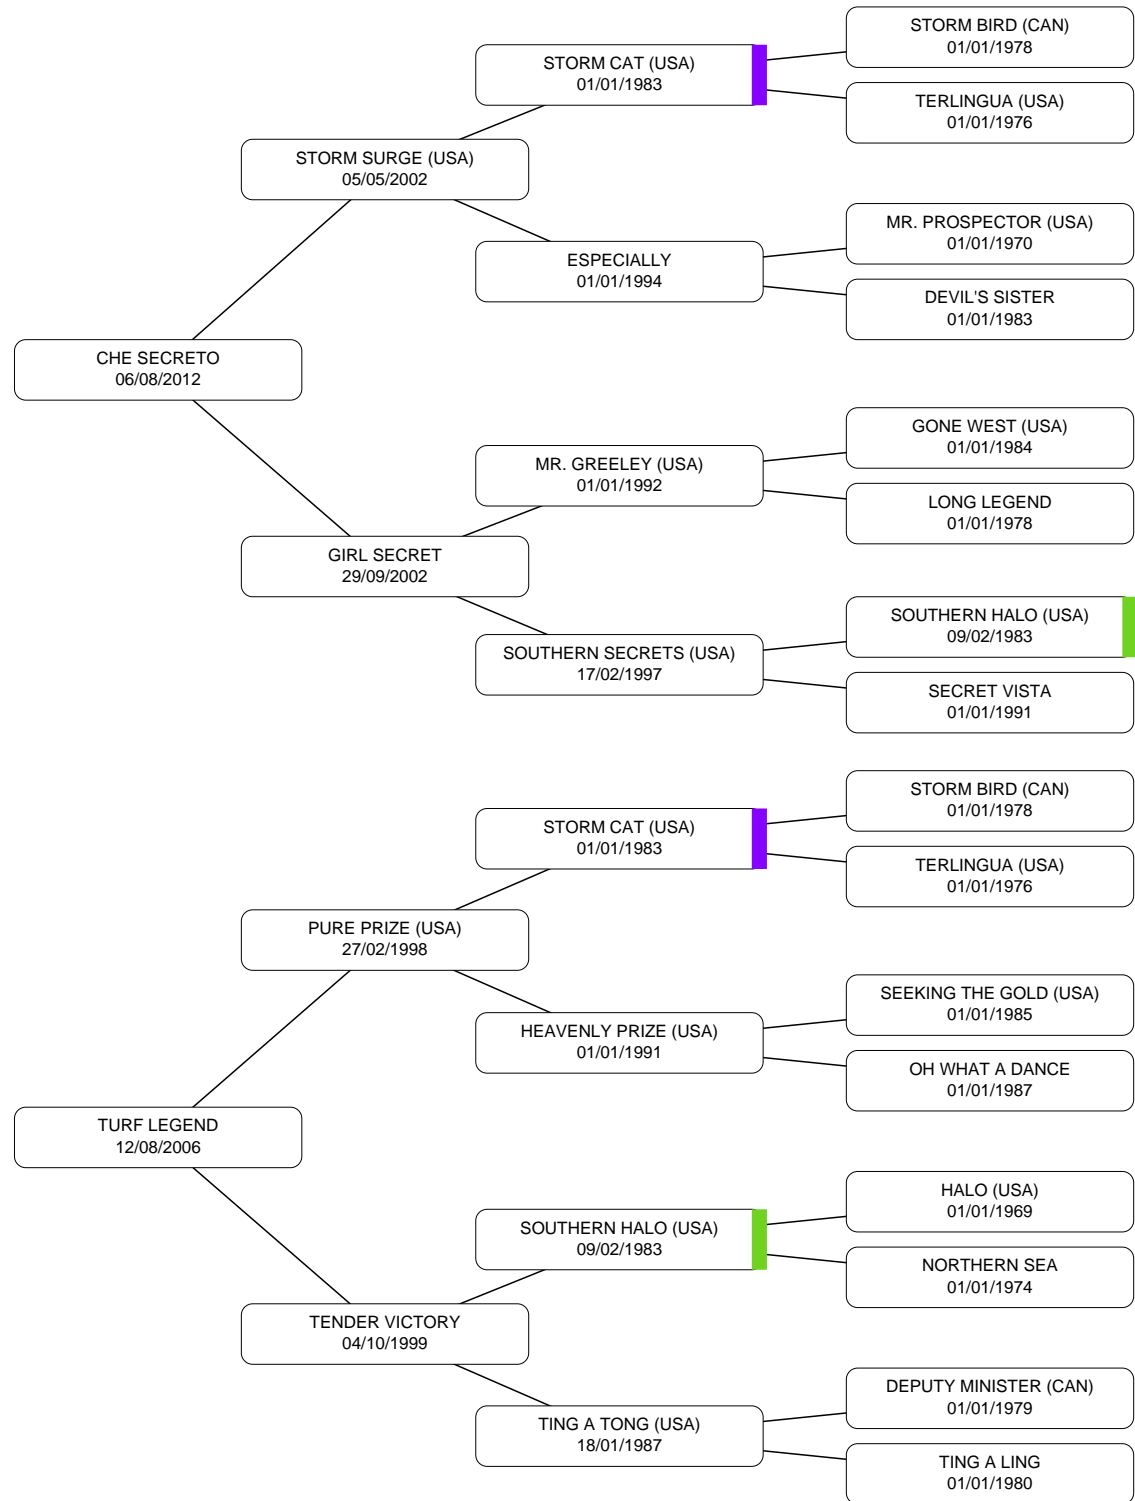 STORM BIRD (CAN)
01/01/1978
STORM CAT (USA)
01/01/1983
TERLINGUA (USA)
01/01/1976
STORM SURGE (USA)
05/05/2002
MR. PROSPECTOR (USA)
01/01/1970
ESPECIALLY
01/01/1994
DEVIL'S SISTER
01/01/1983
CHE SECRETO
06/08/2012
GONE WEST (USA)
01/01/1984
MR. GREELEY (USA)
01/01/1992
LONG LEGEND
01/01/1978
GIRL SECRET
29/09/2002
SOUTHERN HALO (USA)
09/02/1983
SOUTHERN SECRETS (USA)
17/02/1997
SECRET VISTA
01/01/1991
STORM BIRD (CAN)
01/01/1978
STORM CAT (USA)
01/01/1983
TERLINGUA (USA)
01/01/1976
PURE PRIZE (USA)
27/02/1998
SEEKING THE GOLD (USA)
01/01/1985
HEAVENLY PRIZE (USA)
01/01/1991
OH WHAT A DANCE
01/01/1987
TURF LEGEND
12/08/2006
HALO (USA)
01/01/1969
SOUTHERN HALO (USA)
09/02/1983
NORTHERN SEA
01/01/1974
TENDER VICTORY
04/10/1999
DEPUTY MINISTER (CAN)
01/01/1979
TING A TONG (USA)
18/01/1987
TING A LING
01/01/1980